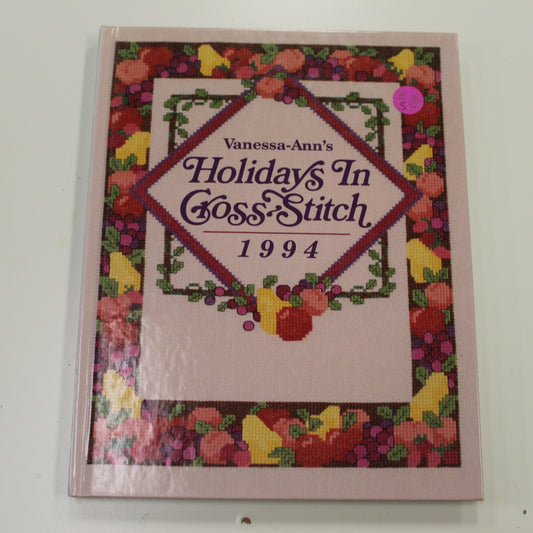 Vanessa-Ann's
Holidays In
Cross-Stitch
1994